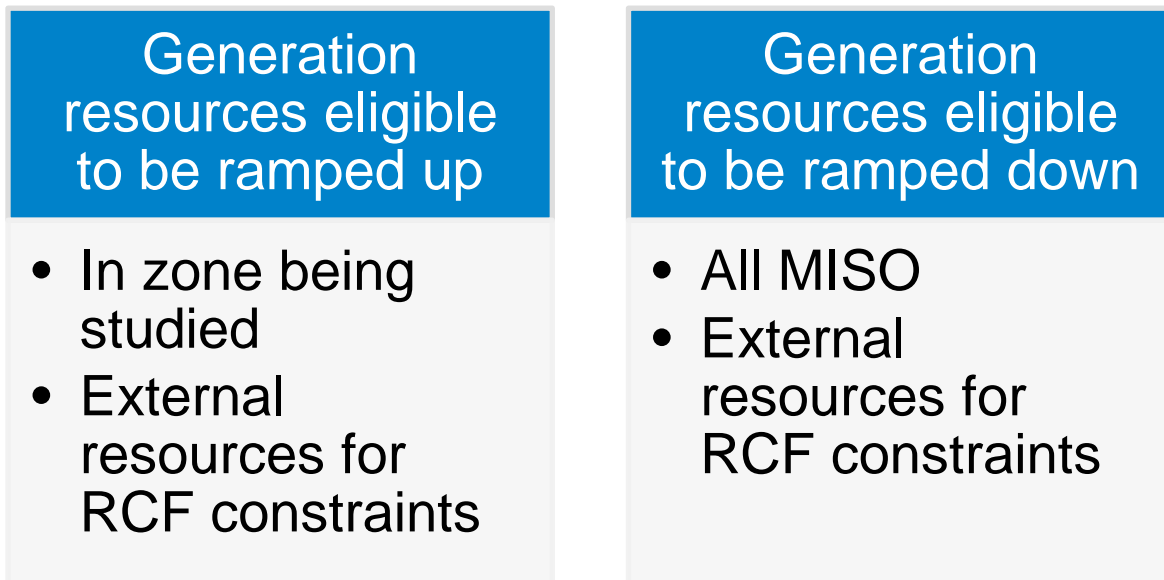 Generation
resources eligible
to be ramped up
• In zone being
studied
• External
resources for
RCF constraints
Generation
resources eligible
to be ramped down
• All MISO
• External
resources for
RCF constraints